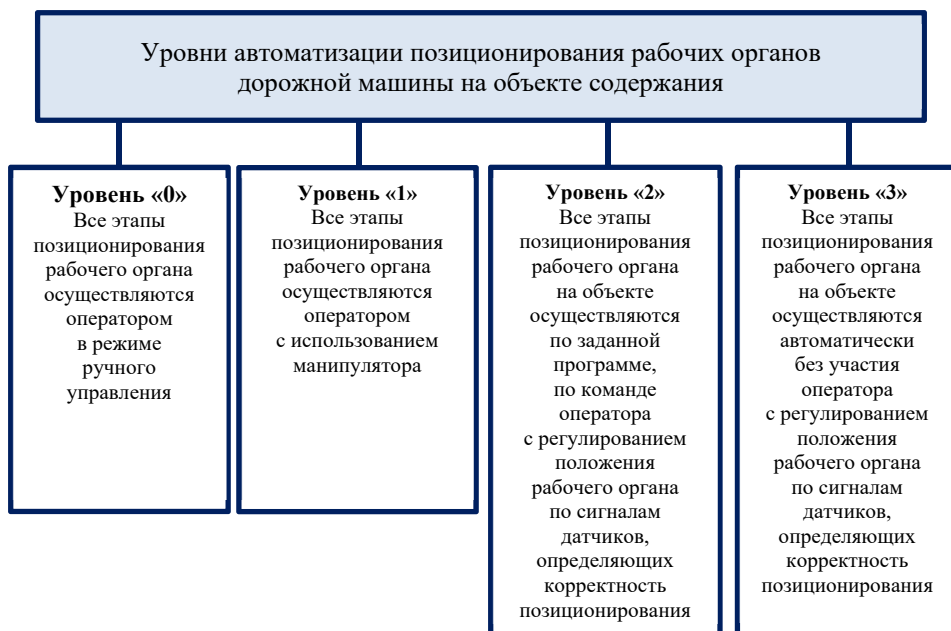 Уровни автоматизации позиционирования рабочих органов
дорожной машины на объекте содержания
Уровень «0»
Все этапы
позиционирования
рабочего органа
осуществляются
оператором
в режиме
ручного
управления
Уровень «1»
Все этапы
позиционирования
рабочего органа
осуществляются
оператором
с использованием
манипулятора
Уровень «2»
Все этапы
позиционирования
рабочего органа
на объекте
осуществляются
по заданной
программе,
по команде
оператора
с регулированием
положения
рабочего органа
по сигналам
датчиков,
определяющих
корректность
позиционирования
Уровень «3»
Все этапы
позиционирования
рабочего органа
на объекте
осуществляются
автоматически
без участия
оператора
с регулированием
положения
рабочего органа
по сигналам
датчиков,
определяющих
корректность
позиционирования